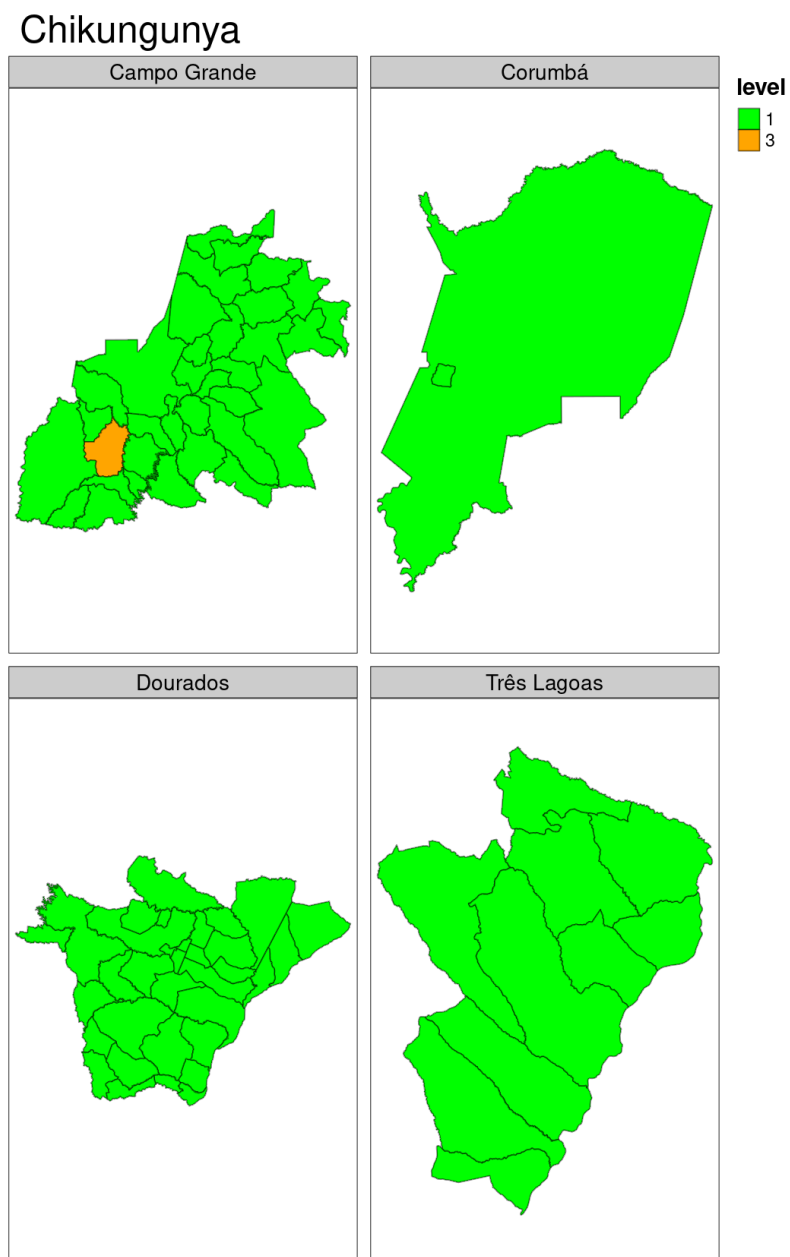 Chikungunya
Campo Grande
Corumbá
level
1
3
Dourados
Três Lagoas